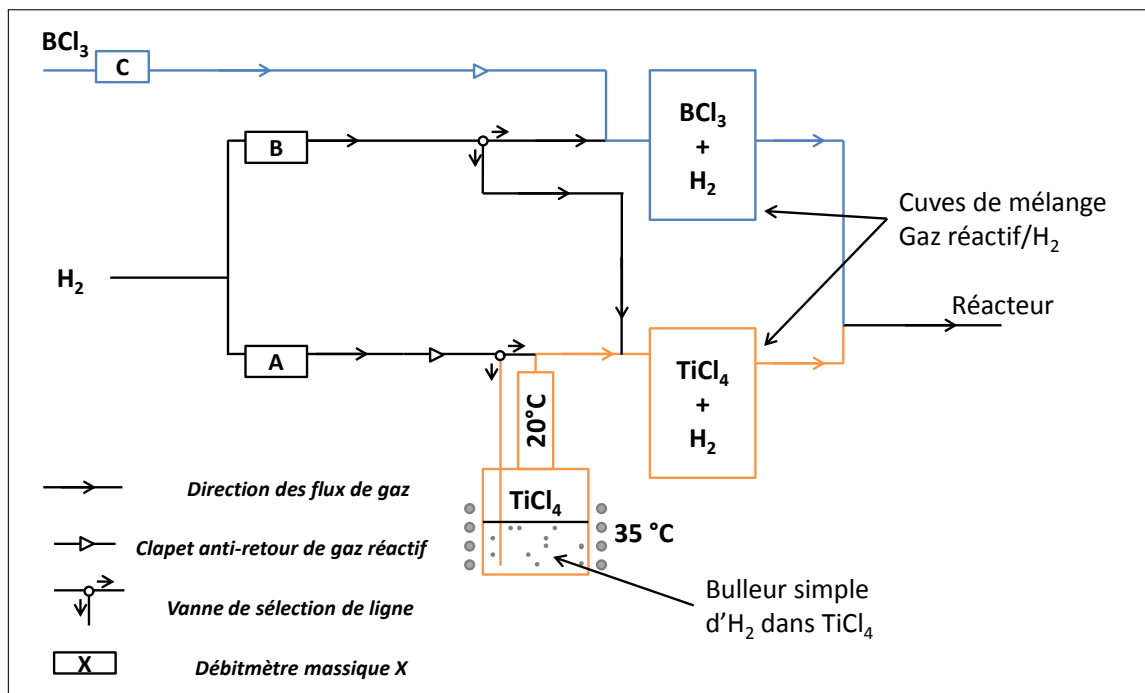 BCl₃
C
B
H₂
A
BCl₃
+
H₂
Cuves de mélange
Gaz réactif/H₂
Réacteur
TiCl₄
+
H₂
20°C
TiCl₄
35 °C
Bulleur simple
d’H₂ dans TiCl₄
Direction des flux de gaz
Clapet anti-retour de gaz réactif
Vanne de sélection de ligne
X
Débitmètre massique X